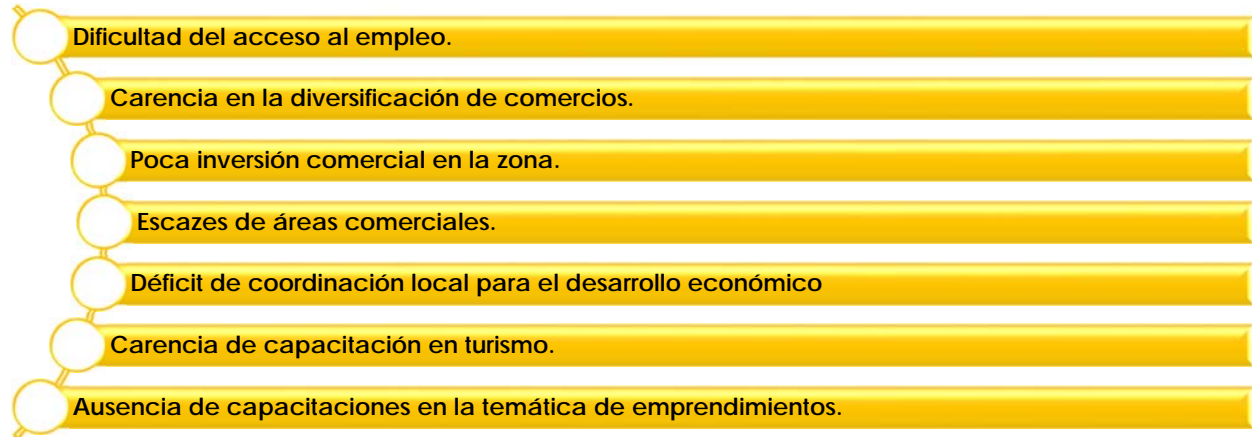 Dificultad del acceso al empleo.
Carencia en la diversificación de comercios.
Poca inversión comercial en la zona.
Escazes de áreas comerciales.
Déficit de coordinación local para el desarrollo económico
Carencia de capacitación en turismo.
Ausencia de capacitaciones en la temática de emprendimientos.